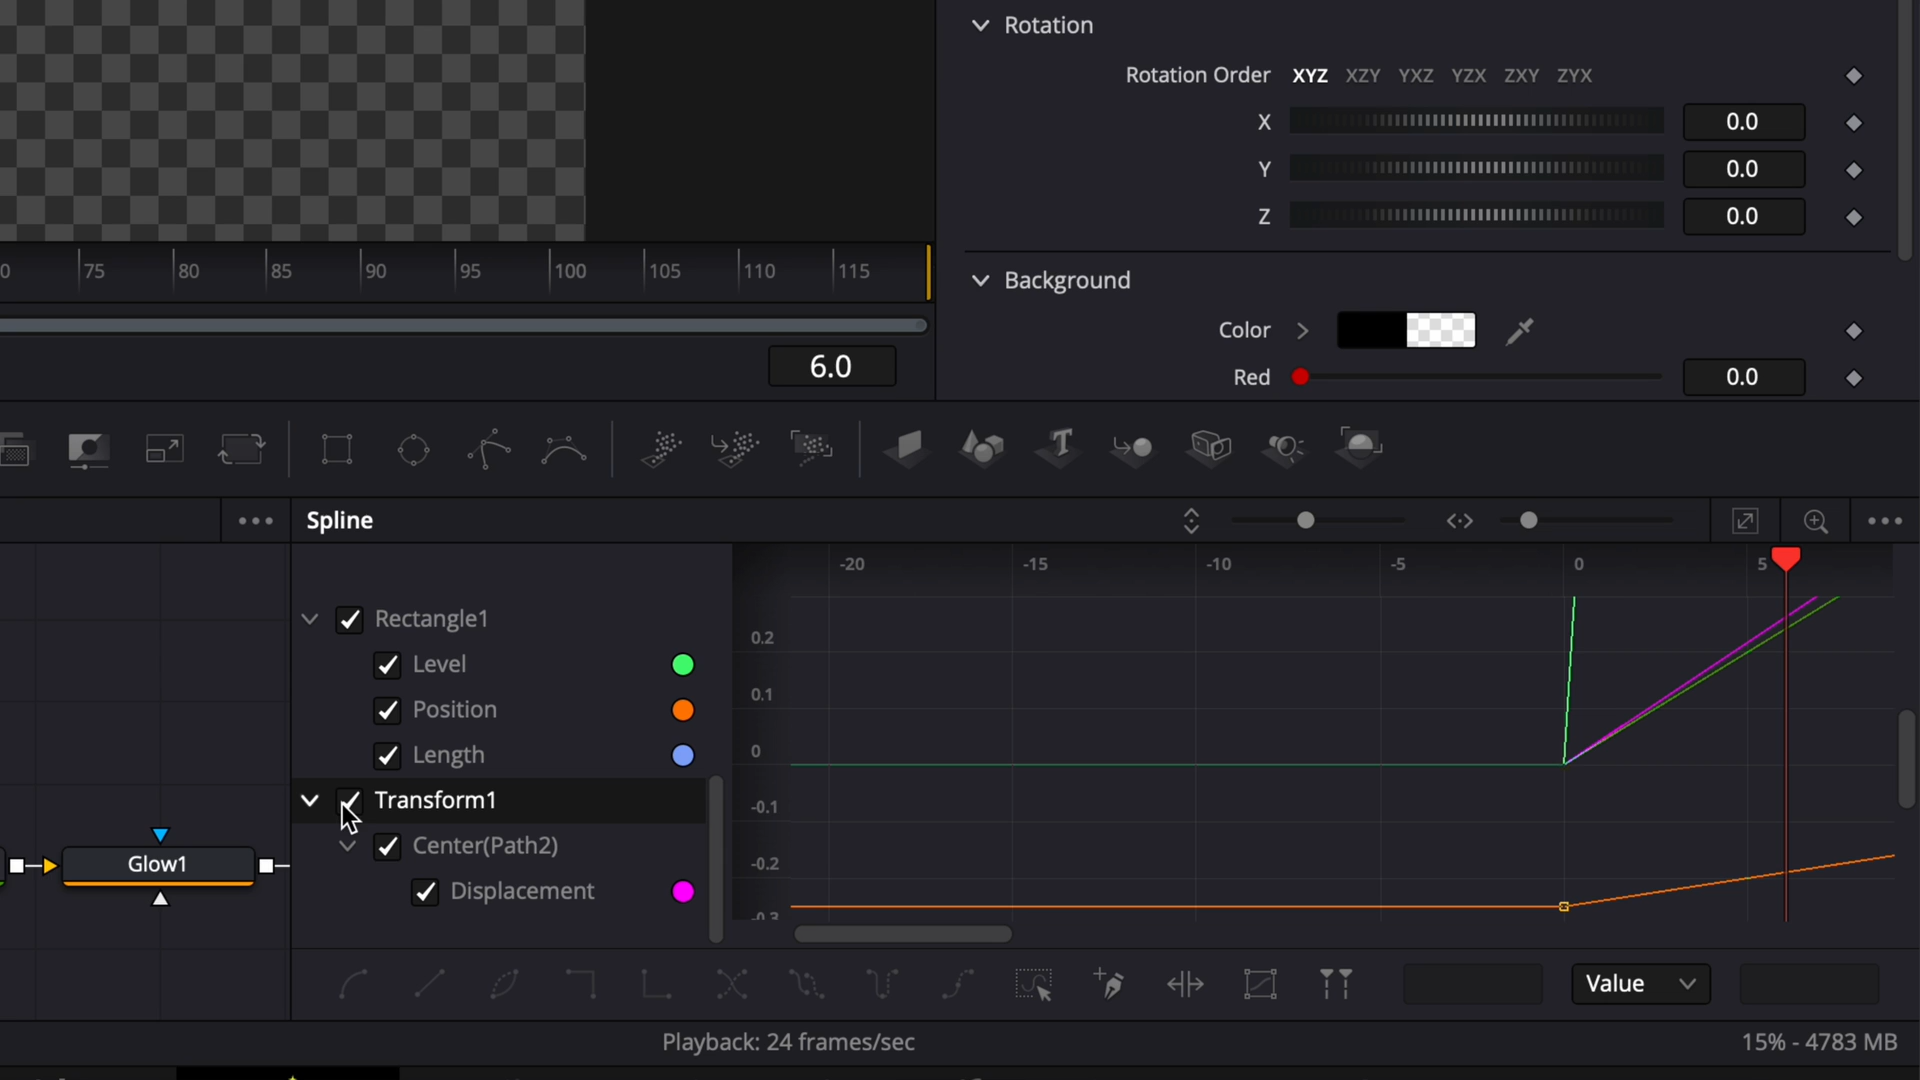 Rotation
Rotation Order XYZ XZY YXZ YZX ZXY ZYX
X 0.0
Y 0.0
Z 0.0
0 75 80 85 90 95 100 105 110 115
Background
Color
6.0
Red 0.0
Spline
-20 -15 -10 -5 0 5
Rectangle1
0.2
Level
0.1
Position
0
Length
Transform1
-0.1
Center(Path2)
-0.2
Glow1
Displacement
-0.3
Value
Playback: 24 frames/sec
15% - 4783 MB